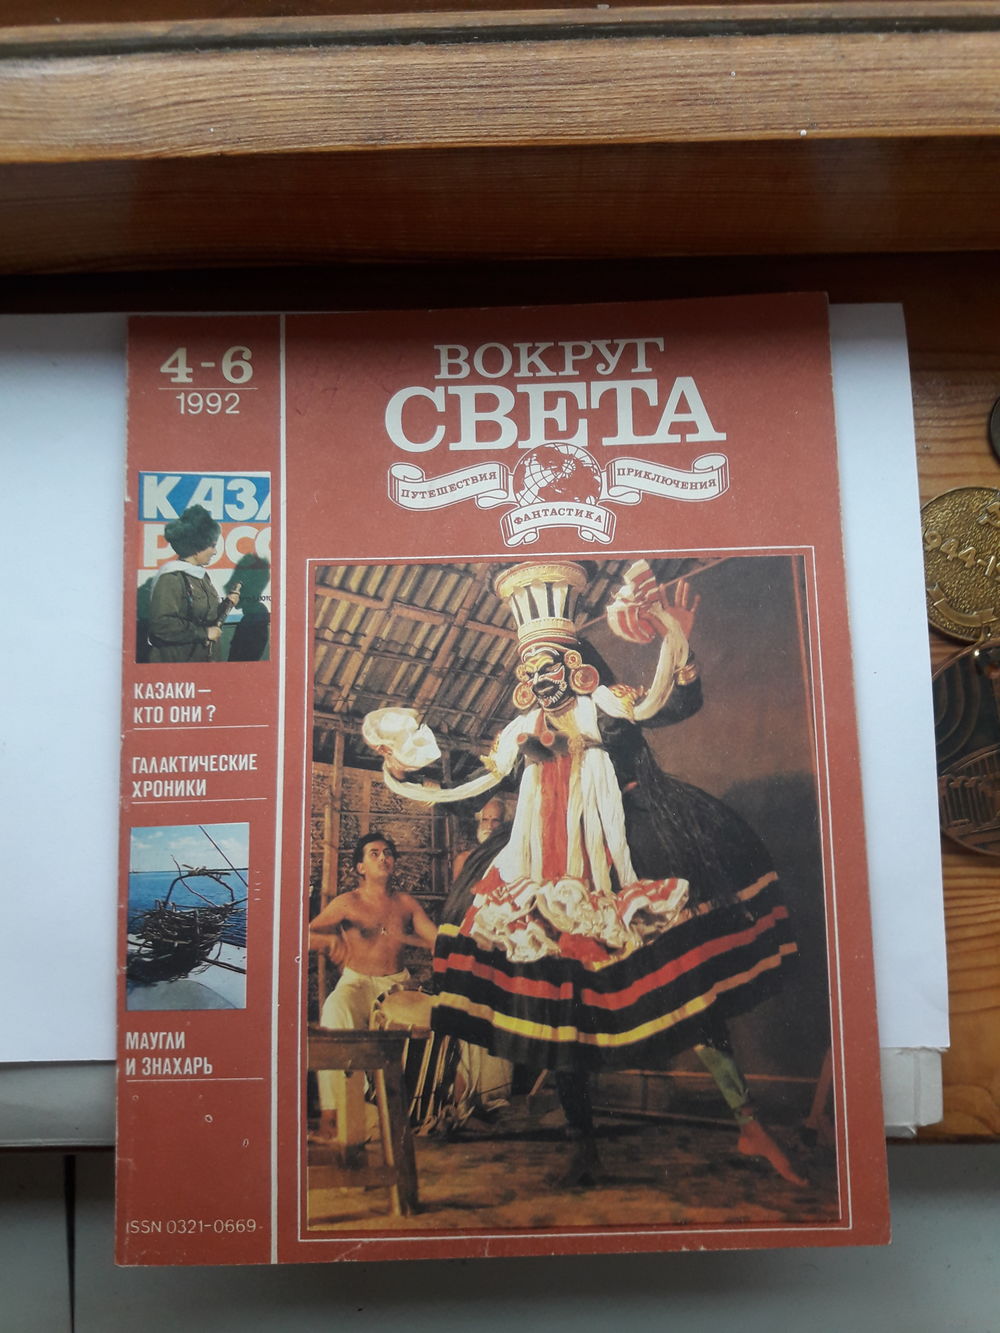 4-6
1992
КАЗА
РОСС
КАЗАКИ –
КТО ОНИ?
ГАЛАКТИЧЕСКИЕ
ХРОНИКИ
МАУГЛИ
И ЗНАХАРЬ
ISSN 0321-0669
ВОКРУГ
СВЕТА
ПУТЕШЕСТВИЯ
ПРИКЛЮЧЕНИЯ
ФАНТАСТИКА